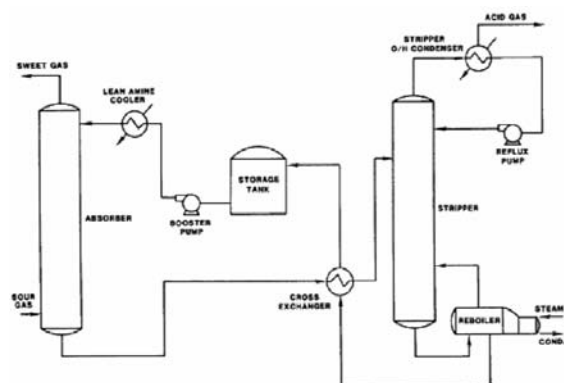 ACID GAS
STRIPPER
O/H CONDENSER
SWEET GAS
LEAN AMINE
COOLER
REFLUX
PUMP
STORAGE
TANK
STRIPPER
ABSORBER
BOOSTER
PUMP
SOUR
GAS
CROSS
EXCHANGER
STEAM
REBOILER
COND